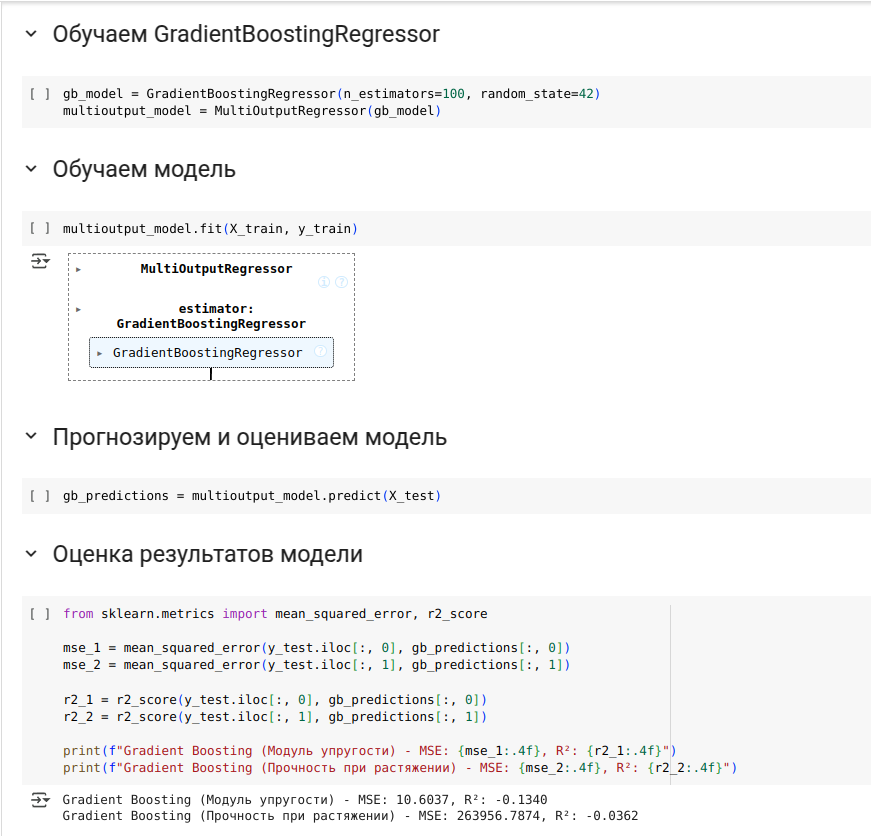 Обучаем GradientBoostingRegressor
[ ] gb_model = GradientBoostingRegressor(n_estimators=100, random_state=42)
multioutput_model = MultiOutputRegressor(gb_model)
Обучаем модель
[ ] multioutput_model.fit(X_train, y_train)
MultiOutputRegressor
i ?
estimator:
GradientBoostingRegressor
GradientBoostingRegressor ?
Прогнозируем и оцениваем модель
[ ] gb_predictions = multioutput_model.predict(X_test)
Оценка результатов модели
[ ] from sklearn.metrics import mean_squared_error, r2_score
mse_1 = mean_squared_error(y_test.iloc[:, 0], gb_predictions[:, 0])
mse_2 = mean_squared_error(y_test.iloc[:, 1], gb_predictions[:, 1])
r2_1 = r2_score(y_test.iloc[:, 0], gb_predictions[:, 0])
r2_2 = r2_score(y_test.iloc[:, 1], gb_predictions[:, 1])
print(f"Gradient Boosting (Модуль упругости) - MSE: {mse_1:.4f}, R²: {r2_1:.4f}")
print(f"Gradient Boosting (Прочность при растяжении) - MSE: {mse_2:.4f}, R²: {r2_2:.4f}")
Gradient Boosting (Модуль упругости) - MSE: 10.6037, R²: -0.1340
Gradient Boosting (Прочность при растяжении) - MSE: 263956.7874, R²: -0.0362